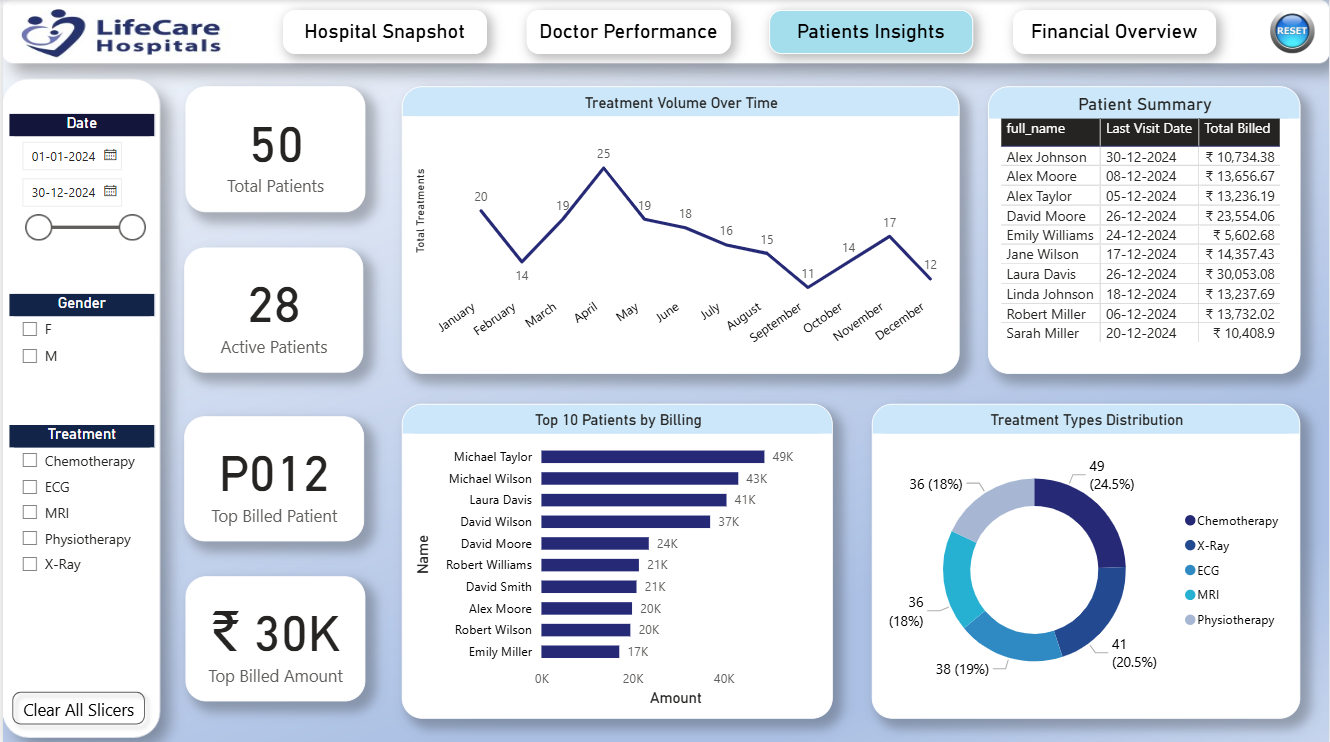 LifeCare
Hospitals
Hospital Snapshot
Doctor Performance
Patients Insights
Financial Overview
RESET
Date
01-01-2024
30-12-2024
Gender
F
M
Treatment
Chemotherapy
ECG
MRI
Physiotherapy
X-Ray
Clear All Slicers
50
Total Patients
28
Active Patients
P012
Top Billed Patient
₹ 30K
Top Billed Amount
Treatment Volume Over Time
Total Treatments
20
14
19
25
19
18
16
15
11
14
17
12
January
February
March
April
May
June
July
August
September
October
November
December
Patient Summary
full_name Last Visit Date Total Billed
Alex Johnson 30-12-2024 ₹ 10,734.38
Alex Moore 08-12-2024 ₹ 13,656.67
Alex Taylor 05-12-2024 ₹ 13,236.19
David Moore 26-12-2024 ₹ 23,554.06
Emily Williams 24-12-2024 ₹ 5,602.68
Jane Wilson 17-12-2024 ₹ 14,357.43
Laura Davis 26-12-2024 ₹ 30,053.08
Linda Johnson 18-12-2024 ₹ 13,237.69
Robert Miller 06-12-2024 ₹ 13,732.02
Sarah Miller 20-12-2024 ₹ 10,408.9
Top 10 Patients by Billing
Name
Michael Taylor 49K
Michael Wilson 43K
Laura Davis 41K
David Wilson 37K
David Moore 24K
Robert Williams 21K
David Smith 21K
Alex Moore 20K
Robert Wilson 20K
Emily Miller 17K
0K 20K 40K
Amount
Treatment Types Distribution
49
(24.5%)
41
(20.5%)
38 (19%)
36
(18%)
36 (18%)
Chemotherapy
X-Ray
ECG
MRI
Physiotherapy